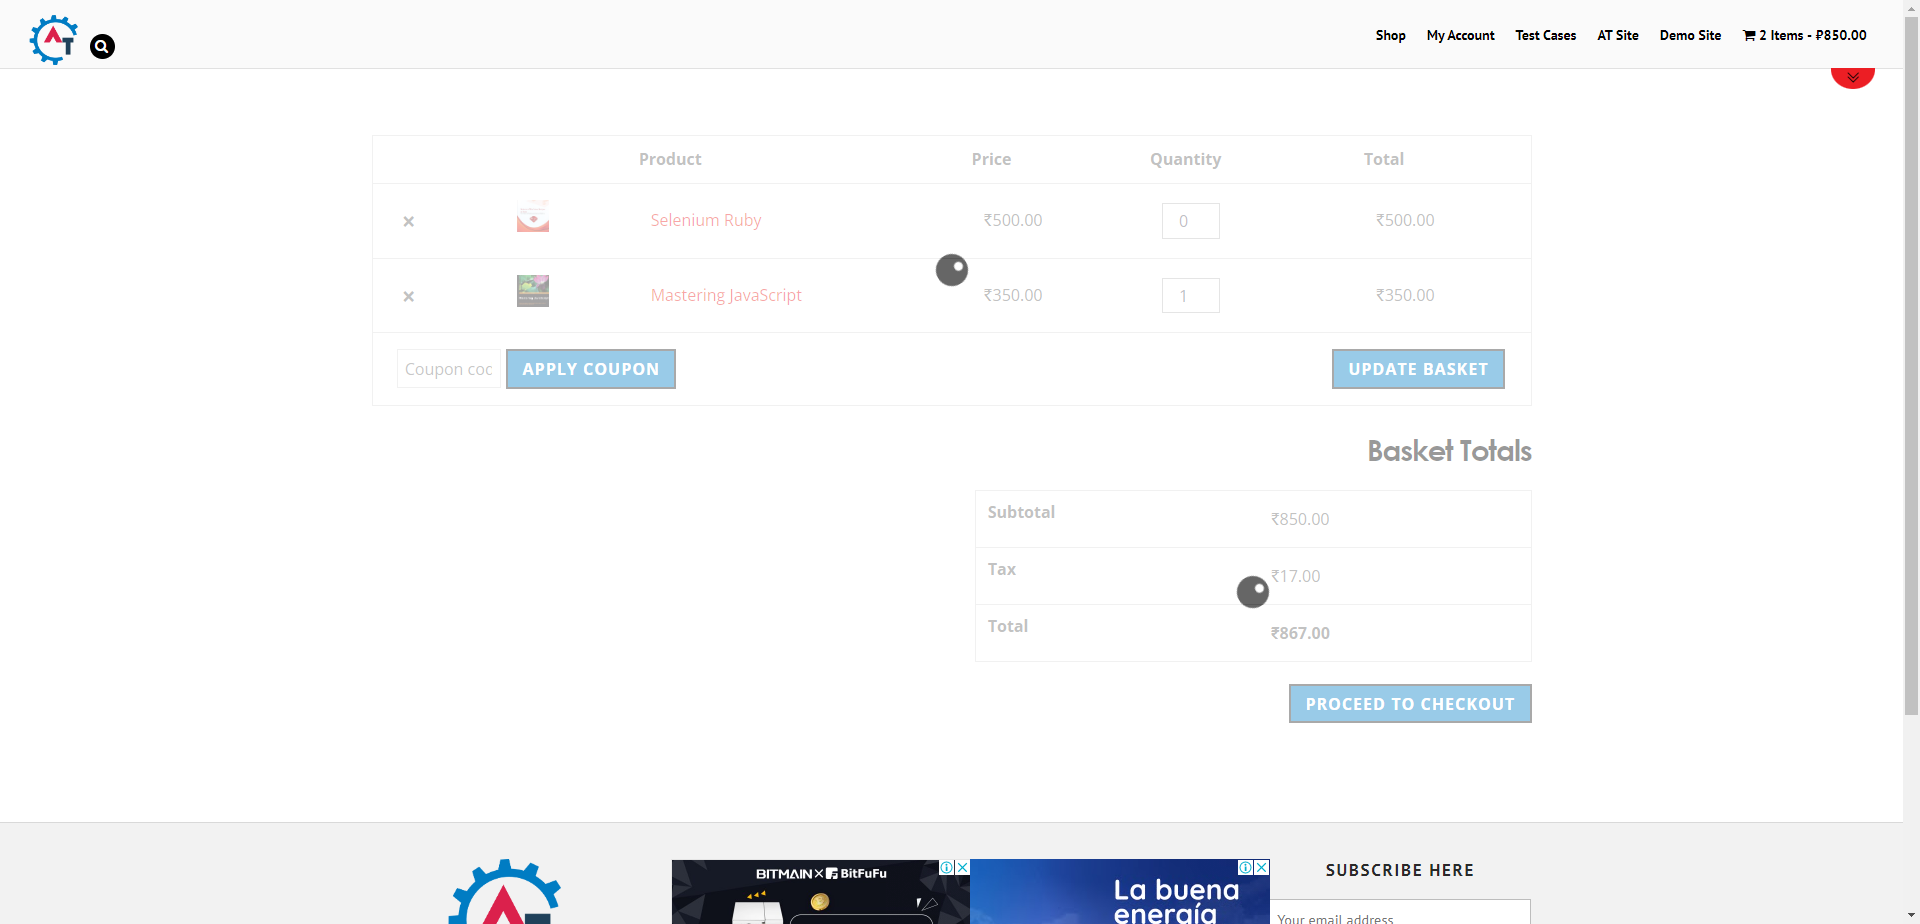 AT
Shop My Account Test Cases AT Site Demo Site 2 Items - ₽850.00
Product Price Quantity Total
× Selenium Ruby ₹500.00 0 ₹500.00
× Mastering JavaScript ₹350.00 1 ₹350.00
Coupon coc APPLY COUPON UPDATE BASKET
Basket Totals
Subtotal ₹850.00
Tax ₹17.00
Total ₹867.00
PROCEED TO CHECKOUT
BITMAIN × BitFuFu
La buena
energía
SUBSCRIBE HERE
Your email address